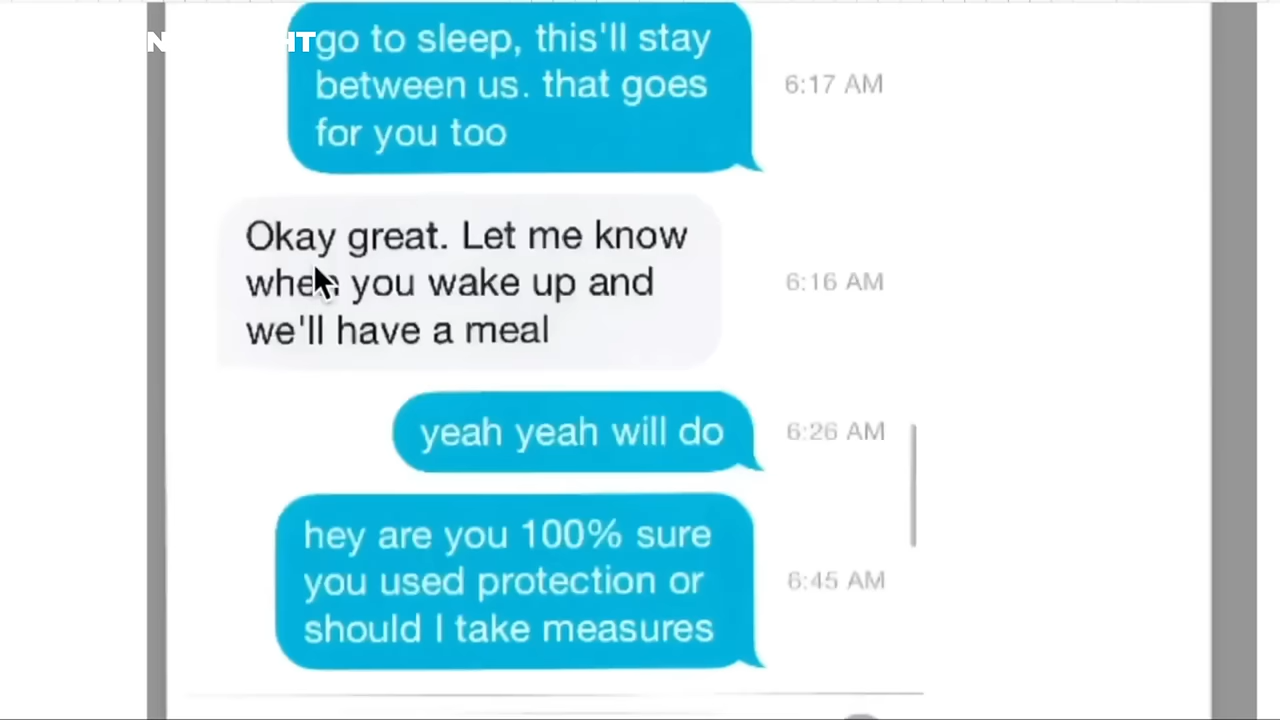 go to sleep, this'll stay
between us. that goes
for you too
6:17 AM
Okay great. Let me know
when you wake up and
we'll have a meal
6:16 AM
yeah yeah will do
6:26 AM
hey are you 100% sure
you used protection or
should I take measures
6:45 AM